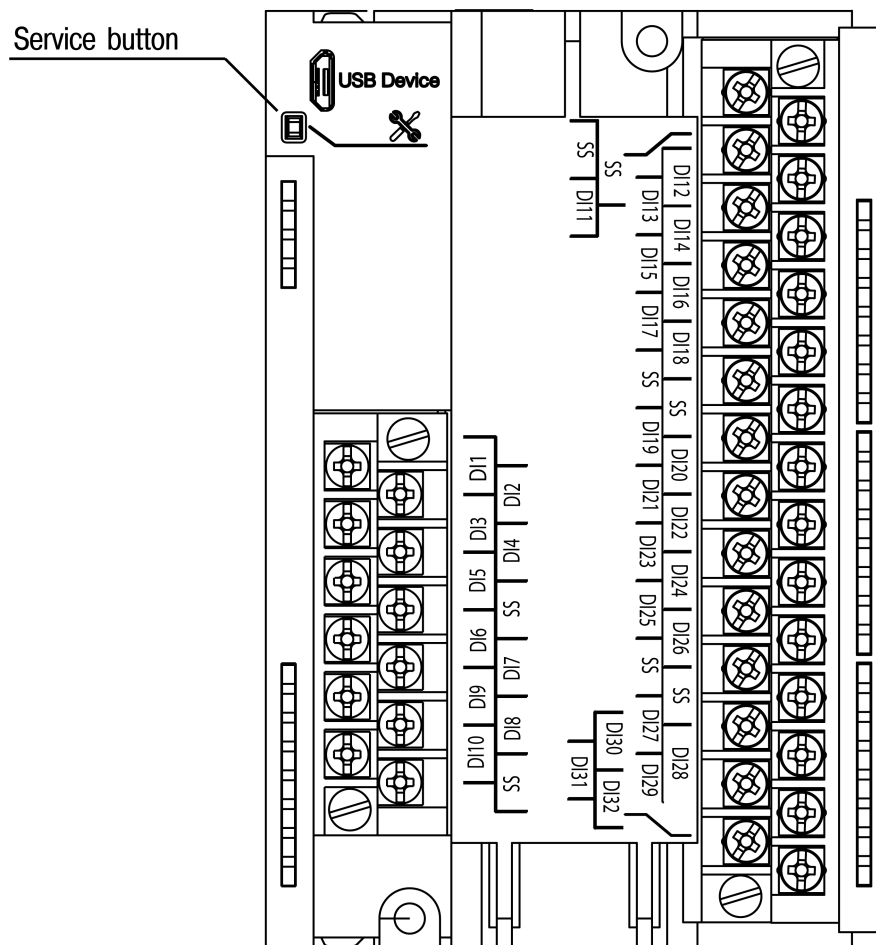 Service button
USB Device
SS
SS
DI11
DI12
DI13
DI14
DI15
DI16
DI17
DI18
SS
SS
DI19
DI20
DI21
DI22
DI23
DI24
DI25
DI26
SS
SS
DI27
DI28
DI29
DI30
DI31
DI32
DI1
DI2
DI3
DI4
DI5
SS
DI6
DI7
DI9
DI8
DI10
SS